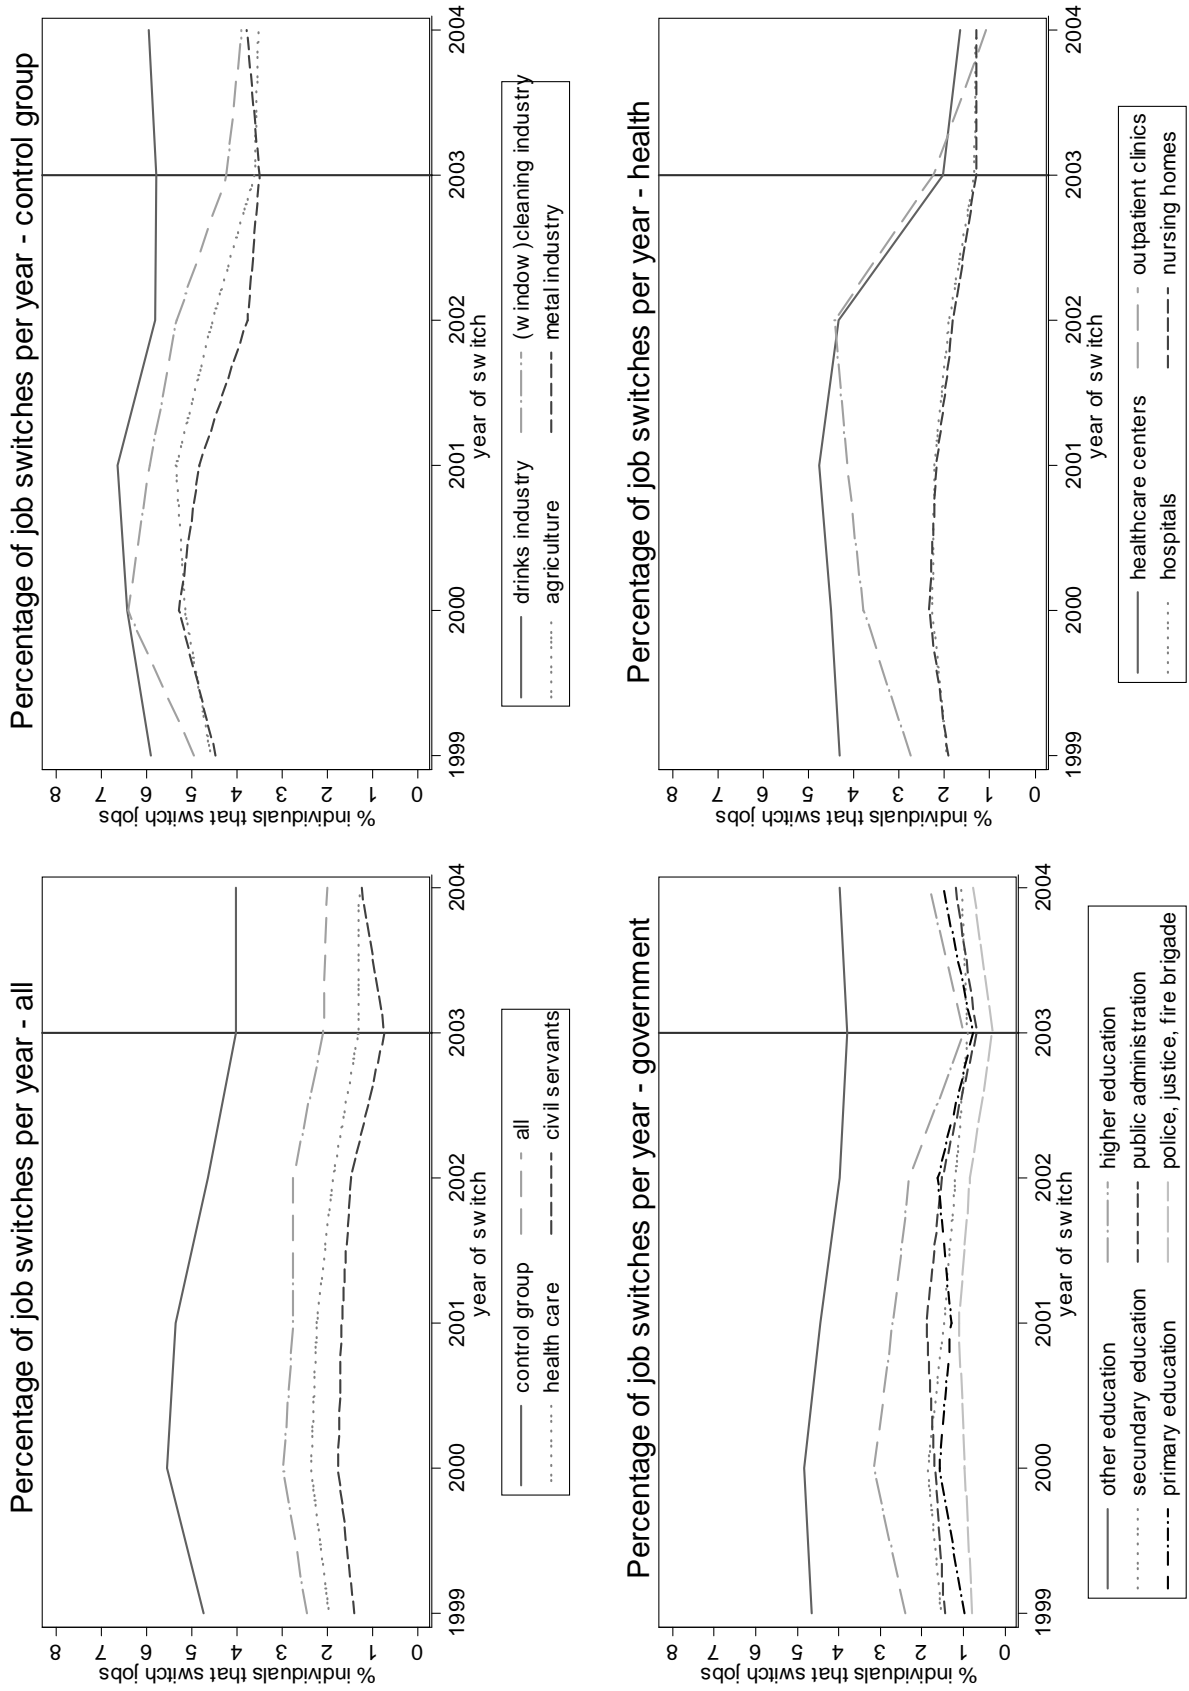 Percentage of job switches per year - all
% individuals that switch jobs
8
7
6
5
4
3
2
1
0
1999 2000 2001 2002 2003 2004
year of switch
control group all
health care civil servants
Percentage of job switches per year - control group
% individuals that switch jobs
8
7
6
5
4
3
2
1
0
1999 2000 2001 2002 2003 2004
year of switch
drinks industry (window )cleaning industry
agriculture metal industry
Percentage of job switches per year - government
% individuals that switch jobs
8
7
6
5
4
3
2
1
0
1999 2000 2001 2002 2003 2004
year of switch
other education higher education
secundary education public administration
primary education police, justice, fire brigade
Percentage of job switches per year - health
% individuals that switch jobs
8
7
6
5
4
3
2
1
0
1999 2000 2001 2002 2003 2004
year of switch
healthcare centers outpatient clinics
hospitals nursing homes